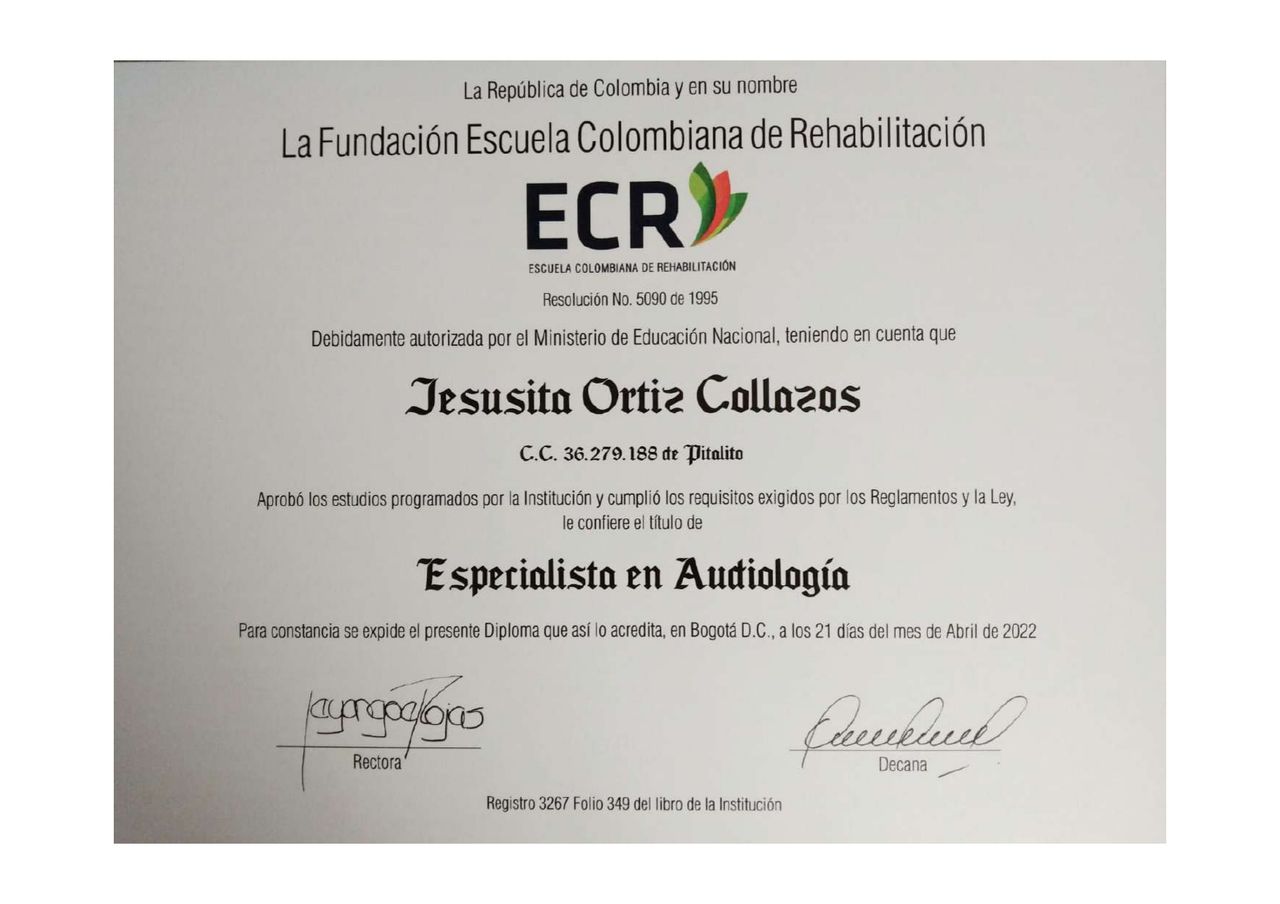 La República de Colombia y en su nombre
La Fundación Escuela Colombiana de Rehabilitación
ECR
ESCUELA COLOMBIANA DE REHABILITACIÓN
Resolución No. 5090 de 1995
Debidamente autorizada por el Ministerio de Educación Nacional, teniendo en cuenta que
Jesusita Ortiz Collazos
C.C. 36.279.188 de Pitalito
Aprobó los estudios programados por la Institución y cumplió los requisitos exigidos por los Reglamentos y la Ley,
le confiere el título de
Especialista en Audiología
Para constancia se expide el presente Diploma que así lo acredita, en Bogotá D.C., a los 21 días del mes de Abril de 2022
Rectora
Decana
Registro 3267 Folio 349 del libro de la Institución